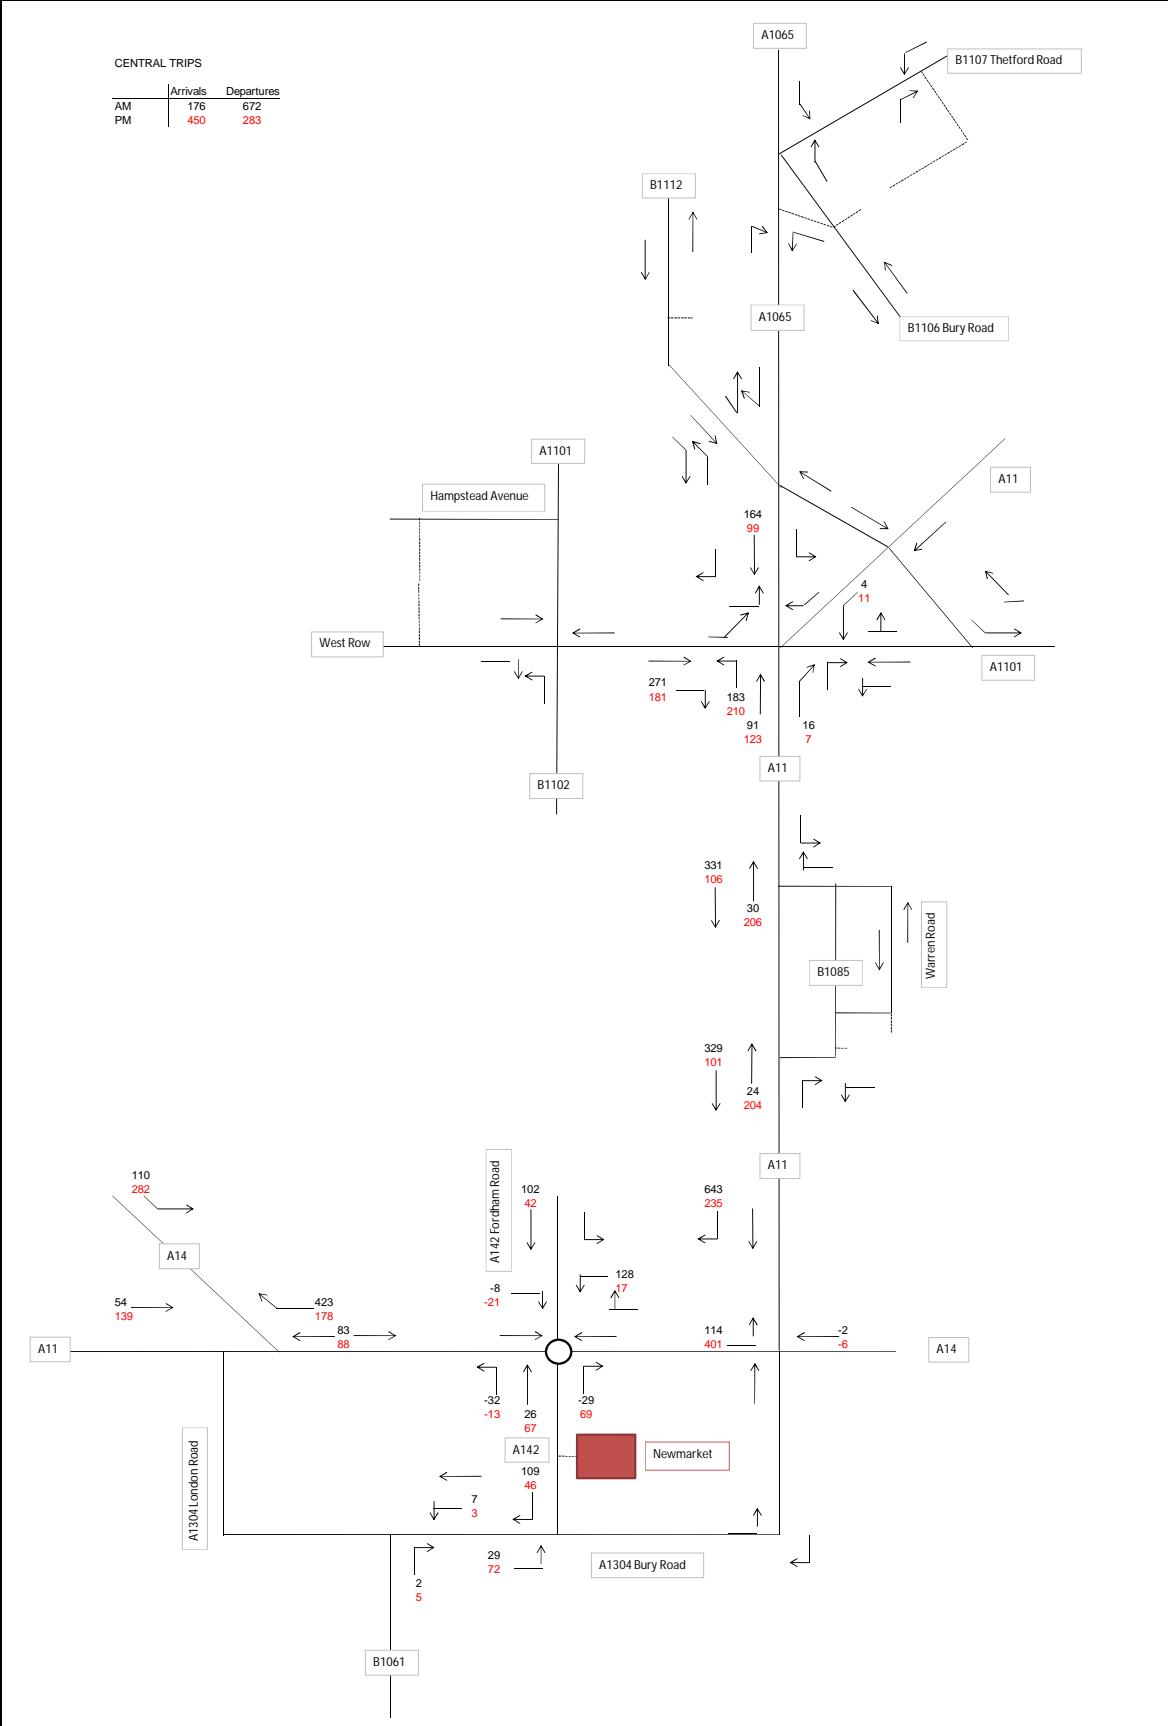 A1065
CENTRAL TRIPS
B1107 Thetford Road
Arrivals Departures
AM 176 672
PM 450 283
B1112
A1065
B1106 Bury Road
A1101
A11
Hampstead Avenue
164
99
4
11
West Row
A1101
271
181
183
210
91
123
16
7
A11
B1102
331
106
30
206
Warren Road
B1085
329
101
24
204
A11
A142 Fordham Road
110
282
102
42
643
235
A14
-8
-21
128
17
54
139
423
178
83
88
114
401
-2
-6
A11
A14
-32
-13
26
67
-29
69
A1304 London Road
A142
Newmarket
109
46
7
3
29
72
A1304 Bury Road
2
5
B1061